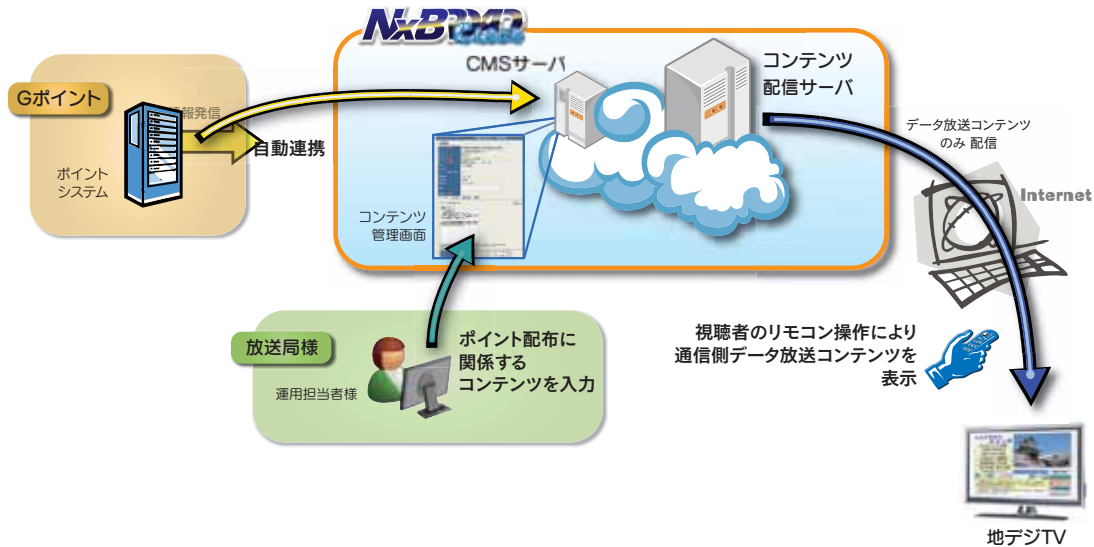 CMSサーバ
コンテンツ
配信サーバ
Gポイント
自動連携
ポイント
システム
コンテンツ
管理画面
データ放送コンテンツ
のみ 配信
Internet
放送局様
運用担当者様
ポイント配布に
関係する
コンテンツを入力
視聴者のリモコン操作により
通信側データ放送コンテンツを
表示
地デジTV